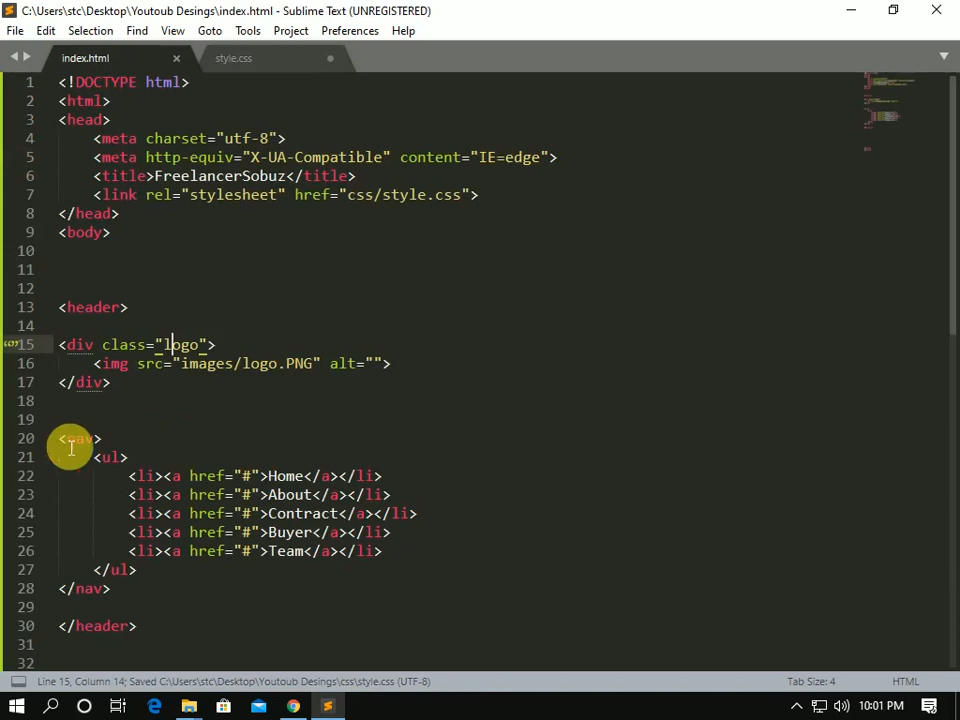 C:\Users\stc\Desktop\Youtoub Desings\index.html - Sublime Text (UNREGISTERED)
File Edit Selection Find View Goto Tools Project Preferences Help
index.html style.css
1 <!DOCTYPE html>
2 <html>
3 <head>
4 <meta charset="utf-8">
5 <meta http-equiv="X-UA-Compatible" content="IE=edge">
6 <title>FreelancerSobuz</title>
7 <link rel="stylesheet" href="css/style.css">
8 </head>
9 <body>
10
11
12
13 <header>
14
15 <div class="logo">
16 <img src="images/logo.PNG" alt="">
17 </div>
18
19
20 <nav>
21 <ul>
22 <li><a href="#">Home</a></li>
23 <li><a href="#">About</a></li>
24 <li><a href="#">Contract</a></li>
25 <li><a href="#">Buyer</a></li>
26 <li><a href="#">Team</a></li>
27 </ul>
28 </nav>
29
30 </header>
31
32
Line 15, Column 14; Saved C:\Users\stc\Desktop\Youtoub Desings\css\style.css (UTF-8) Tab Size: 4 HTML
10:01 PM